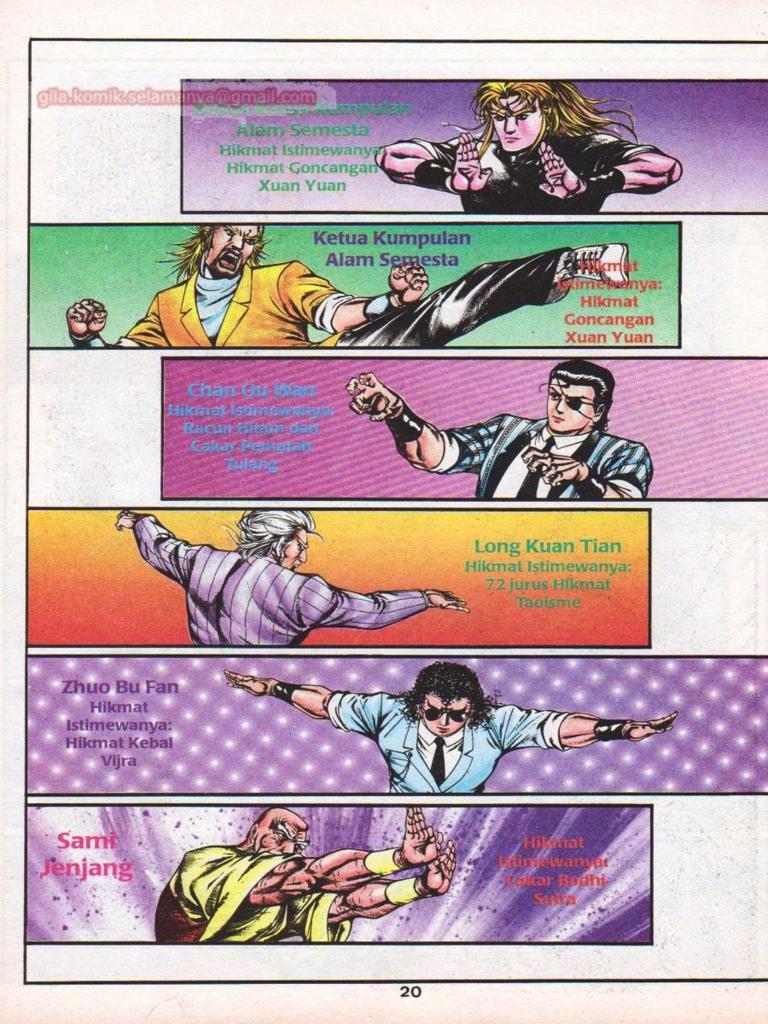 gila.komik.selamanya@gmail.com
Ketua Kumpulan
Alam Semesta
Hikmat Istimewanya
Hikmat Goncangan
Xuan Yuan
Ketua Kumpulan
Alam Semesta
Hikmat
Istimewanya:
Hikmat
Goncangan
Xuan Yuan
Chan Ou Wan
Hikmat Istimewanya:
Racun Hitam dan
Cakar Pematah
Tulang
Long Kuan Tian
Hikmat Istimewanya:
72 jurus Hikmat
Taoisme
Zhuo Bu Fan
Hikmat
Istimewanya:
Hikmat Kebal
Vijra
Sami
Jenjang
Hikmat
Istimewanya:
Cakar Bodhi
Sutra
20